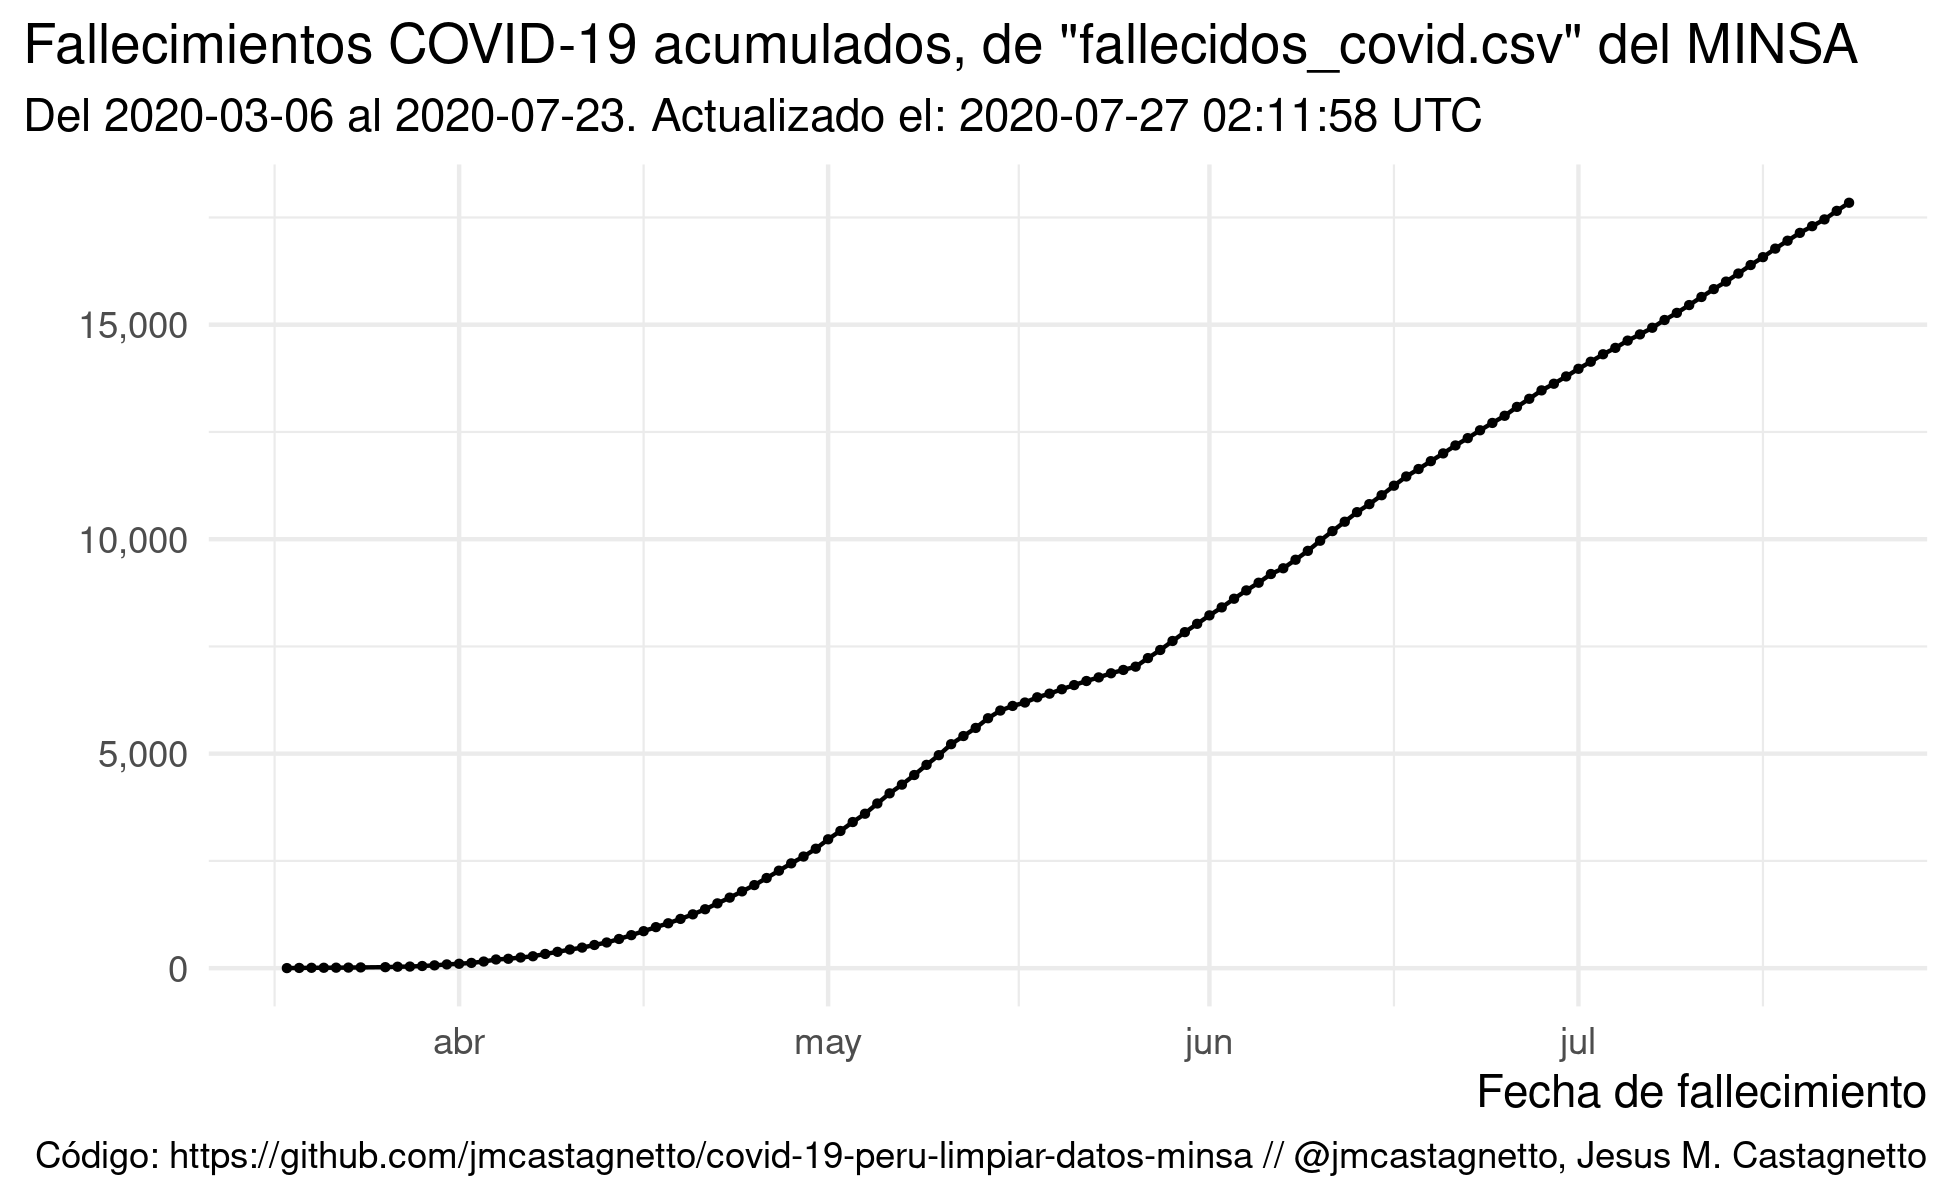 Fallecimientos COVID-19 acumulados, de "fallecidos_covid.csv" del MINSA
Del 2020-03-06 al 2020-07-23. Actualizado el: 2020-07-27 02:11:58 UTC
15,000
10,000
5,000
0
abr may jun jul
Fecha de fallecimiento
Código: https://github.com/jmcastagnetto/covid-19-peru-limpiar-datos-minsa // @jmcastagnetto, Jesus M. Castagnetto